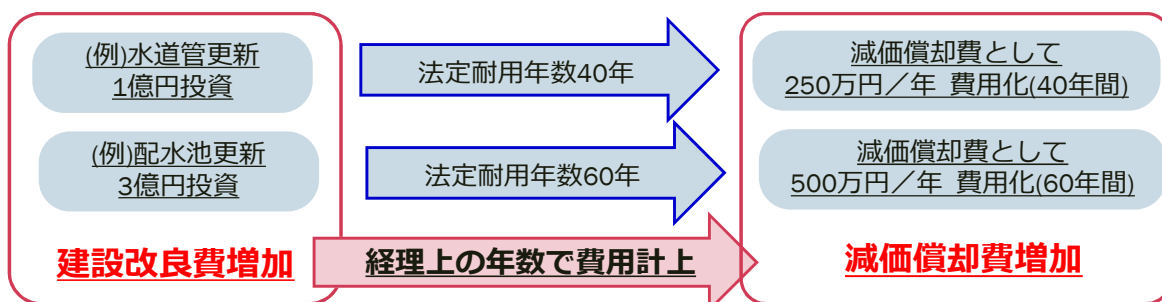 (例)水道管更新
1億円投資
法定耐用年数40年
減価償却費として
250万円／年 費用化(40年間)
(例)配水池更新
3億円投資
法定耐用年数60年
減価償却費として
500万円／年 費用化(60年間)
建設改良費増加
経理上の年数で費用計上
減価償却費増加